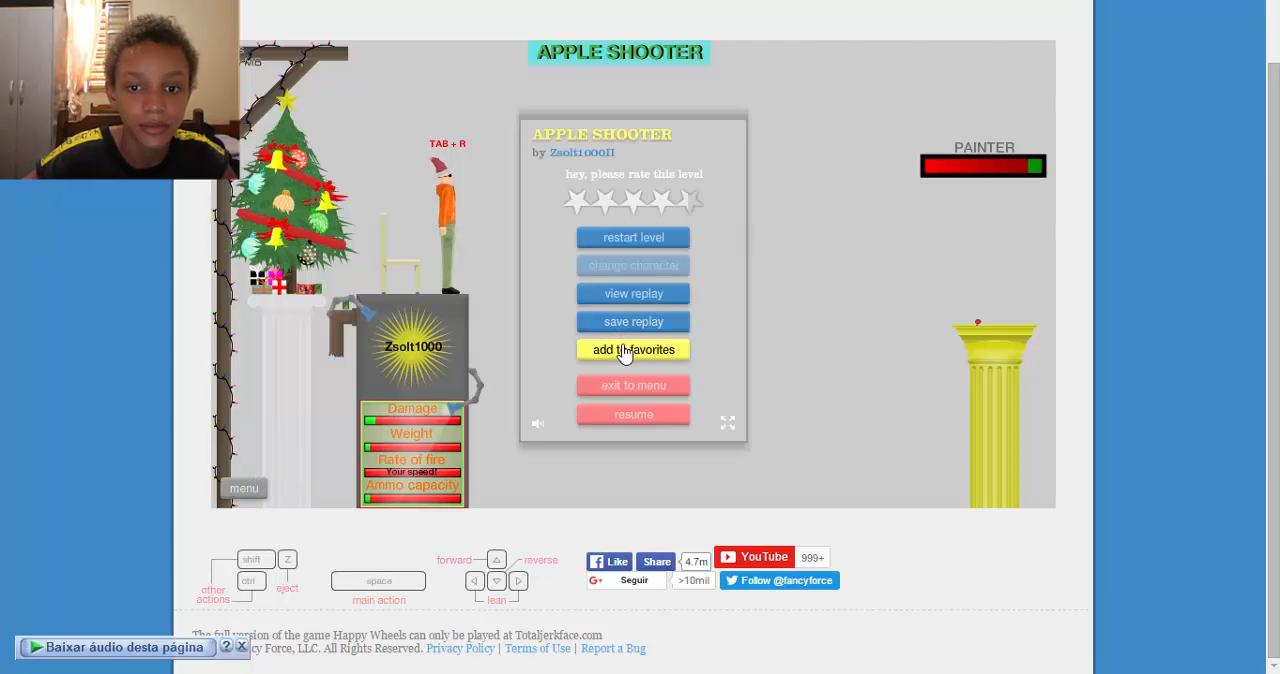 APPLE SHOOTER
MB
TAB + R
APPLE SHOOTER
by Zsolt1000II
hey, please rate this level
restart level
change character
view replay
save replay
add to favorites
exit to menu
resume
PAINTER
Zsolt1000
Damage
Weight
Rate of fire
Your speed!
Ammo capacity
menu
shift
Z
ctrl
other actions
eject
space
main action
forward
reverse
lean
Like
Share
4.7m
YouTube
999+
Seguir
>10mil
Follow @fancyforce
The full version of the game Happy Wheels can only be played at Totaljerkface.com
cy Force, LLC. All Rights Reserved. Privacy Policy | Terms of Use | Report a Bug
Baixar áudio desta página
?
X